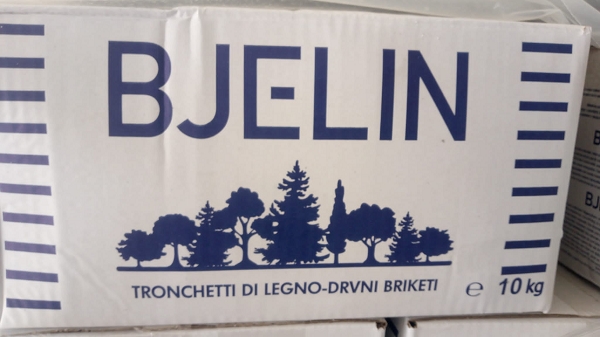 BJELIN
TRONCHETTI DI LEGNO-DRVNI BRIKETI ℮ 10 kg